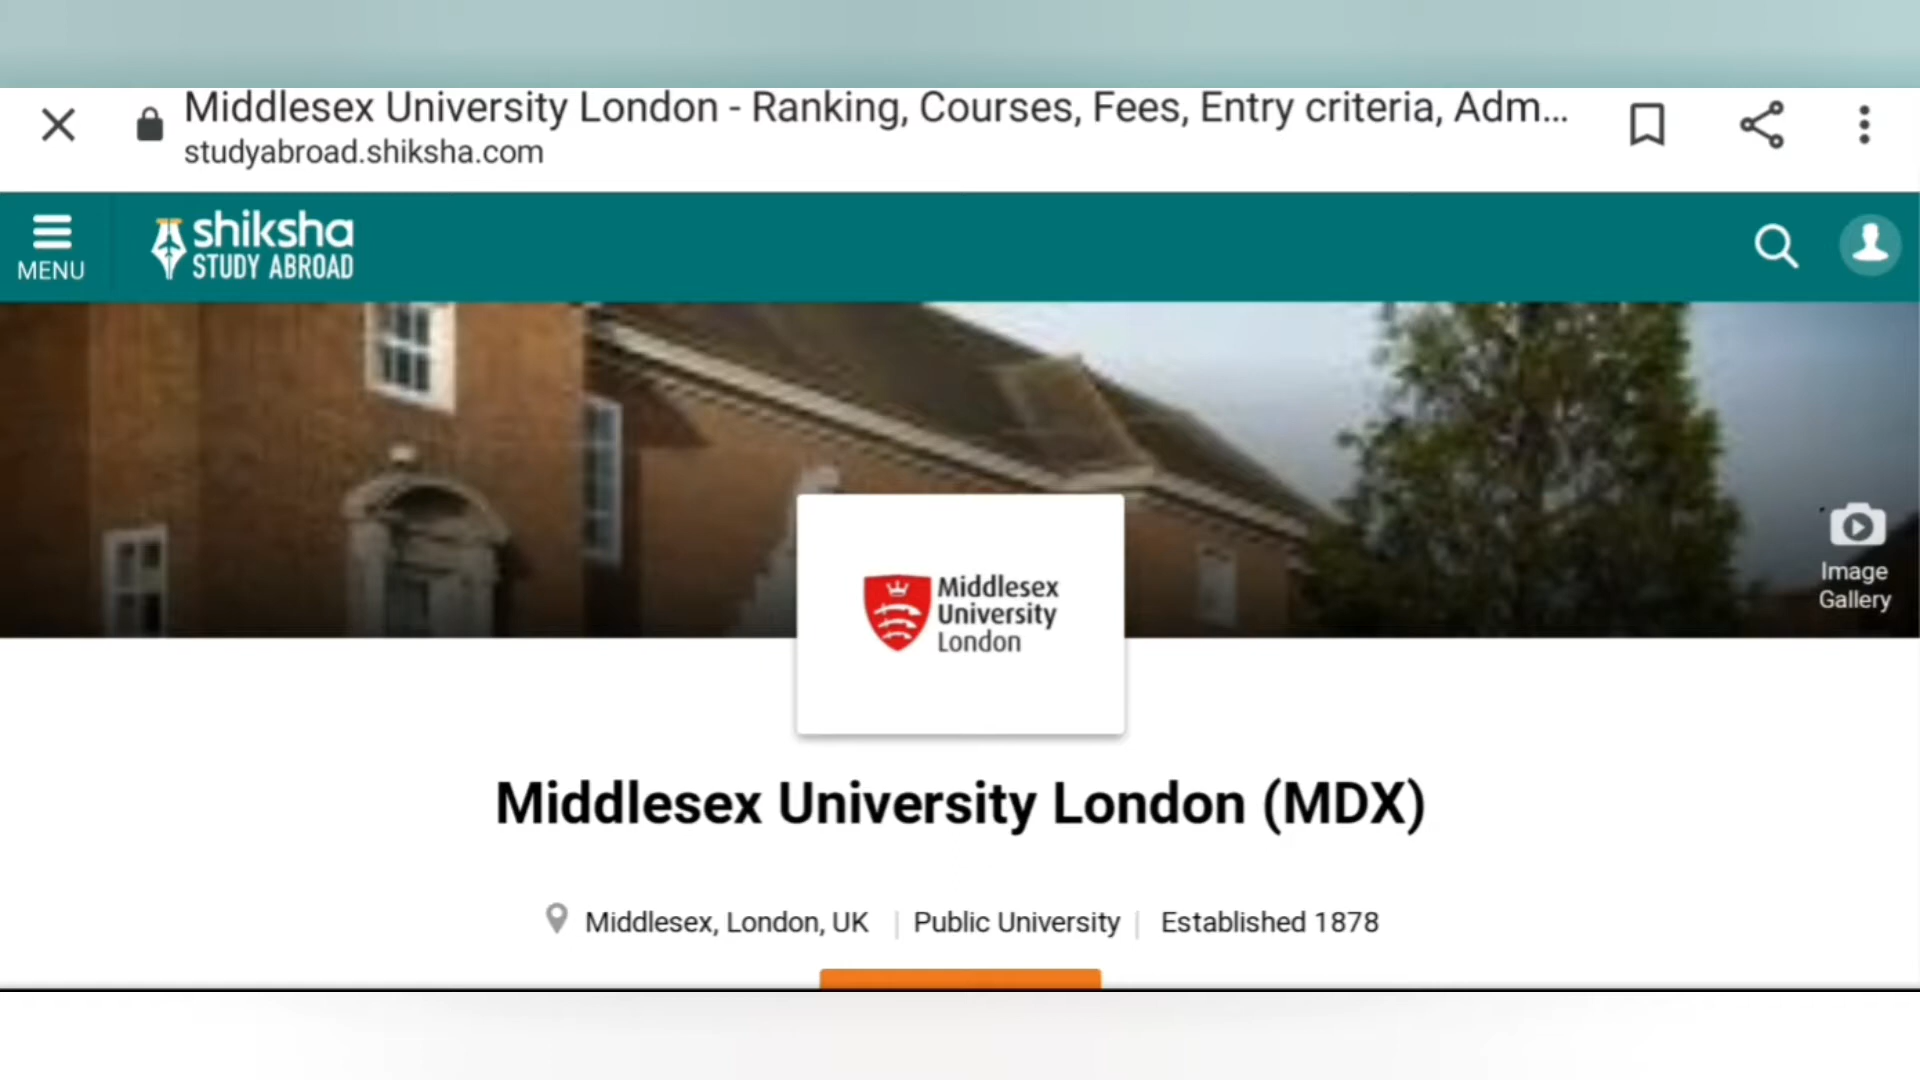 Middlesex University London - Ranking, Courses, Fees, Entry criteria, Adm...
studyabroad.shiksha.com
MENU
shiksha
STUDY ABROAD
Image
Gallery
Middlesex
University
London
Middlesex University London (MDX)
Middlesex, London, UK | Public University | Established 1878